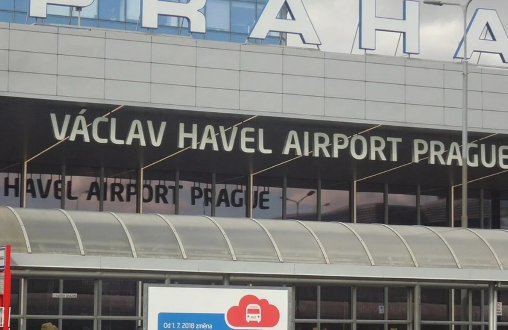 PRAHA
VÁCLAV HAVEL AIRPORT PRAGUE
HAVEL AIRPORT PRAGUE
Od 1. 7. 2018 změna